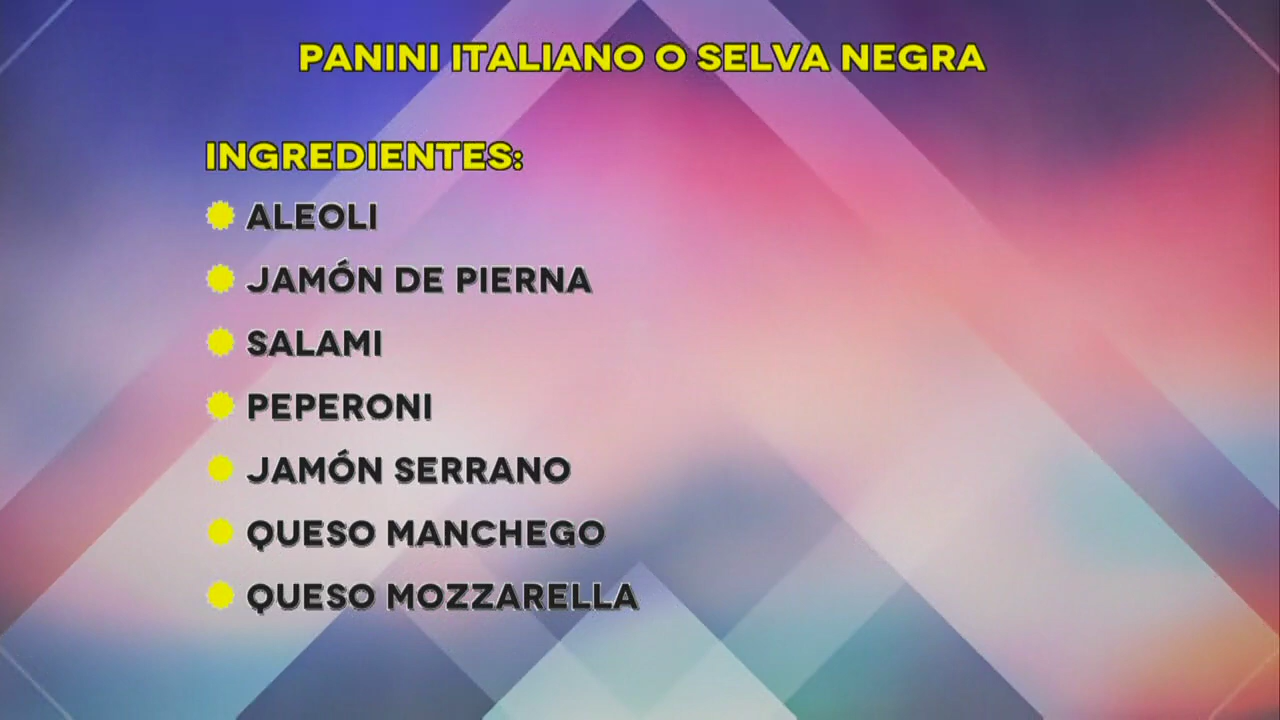 PANINI ITALIANO O SELVA NEGRA
INGREDIENTES:
ALEOLI
JAMÓN DE PIERNA
SALAMI
PEPERONI
JAMÓN SERRANO
QUESO MANCHEGO
QUESO MOZZARELLA